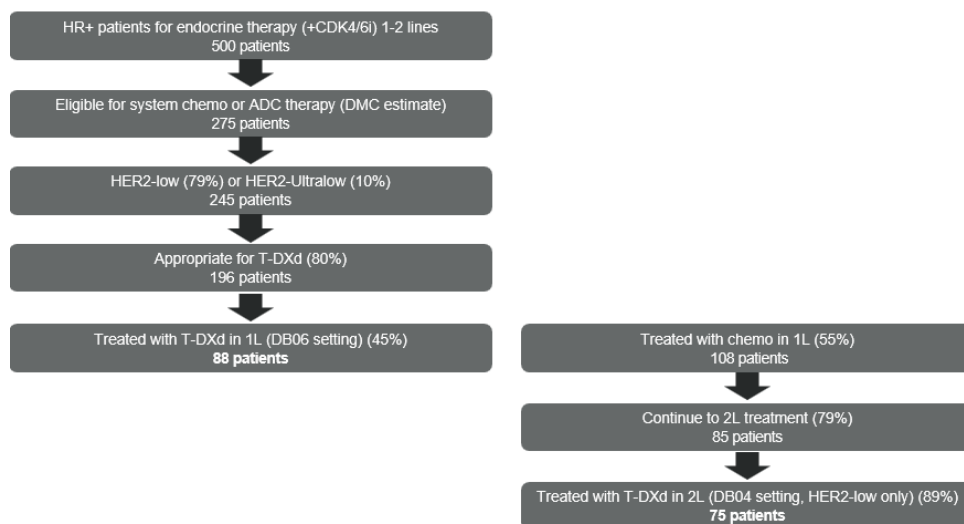 HR+ patients for endocrine therapy (+CDK4/6i) 1-2 lines
500 patients
Eligible for system chemo or ADC therapy (DMC estimate)
275 patients
HER2-low (79%) or HER2-Ultralow (10%)
245 patients
Appropriate for T-DXd (80%)
196 patients
Treated with T-DXd in 1L (DB06 setting) (45%)
88 patients
Treated with chemo in 1L (55%)
108 patients
Continue to 2L treatment (79%)
85 patients
Treated with T-DXd in 2L (DB04 setting, HER2-low only) (89%)
75 patients